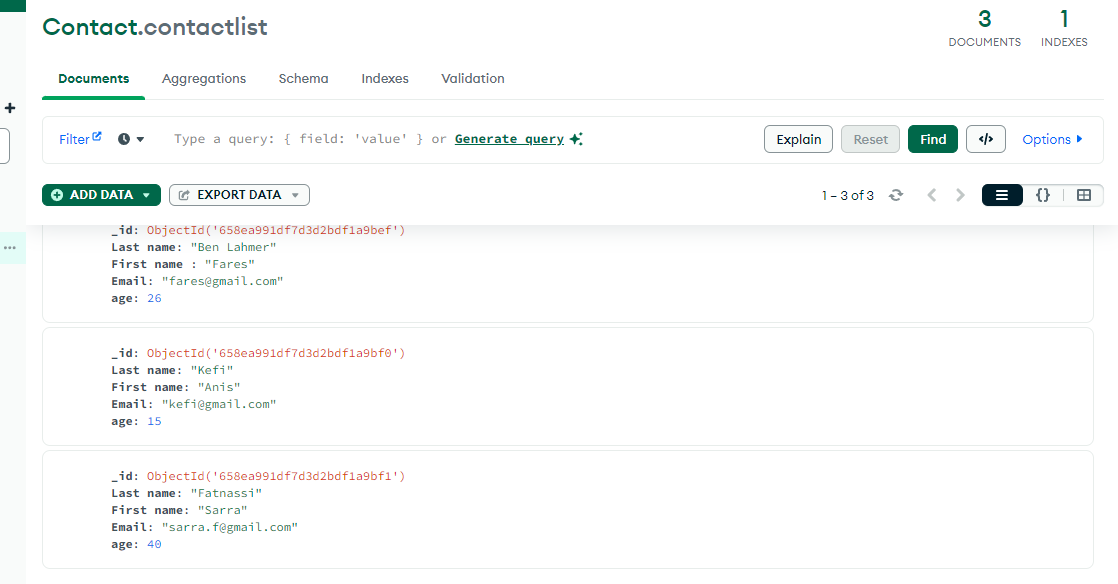 Contact.contactlist
3
DOCUMENTS
1
INDEXES
Documents Aggregations Schema Indexes Validation
Filter Type a query: { field: 'value' } or Generate query Explain Reset Find </> Options
ADD DATA EXPORT DATA 1 – 3 of 3 {}
_id: ObjectId('658ea991df7d3d2bdf1a9bef')
Last name: "Ben Lahmer"
First name : "Fares"
Email: "fares@gmail.com"
age: 26
_id: ObjectId('658ea991df7d3d2bdf1a9bf0')
Last name: "Kefi"
First name: "Anis"
Email: "kefi@gmail.com"
age: 15
_id: ObjectId('658ea991df7d3d2bdf1a9bf1')
Last name: "Fatnassi"
First name: "Sarra"
Email: "sarra.f@gmail.com"
age: 40